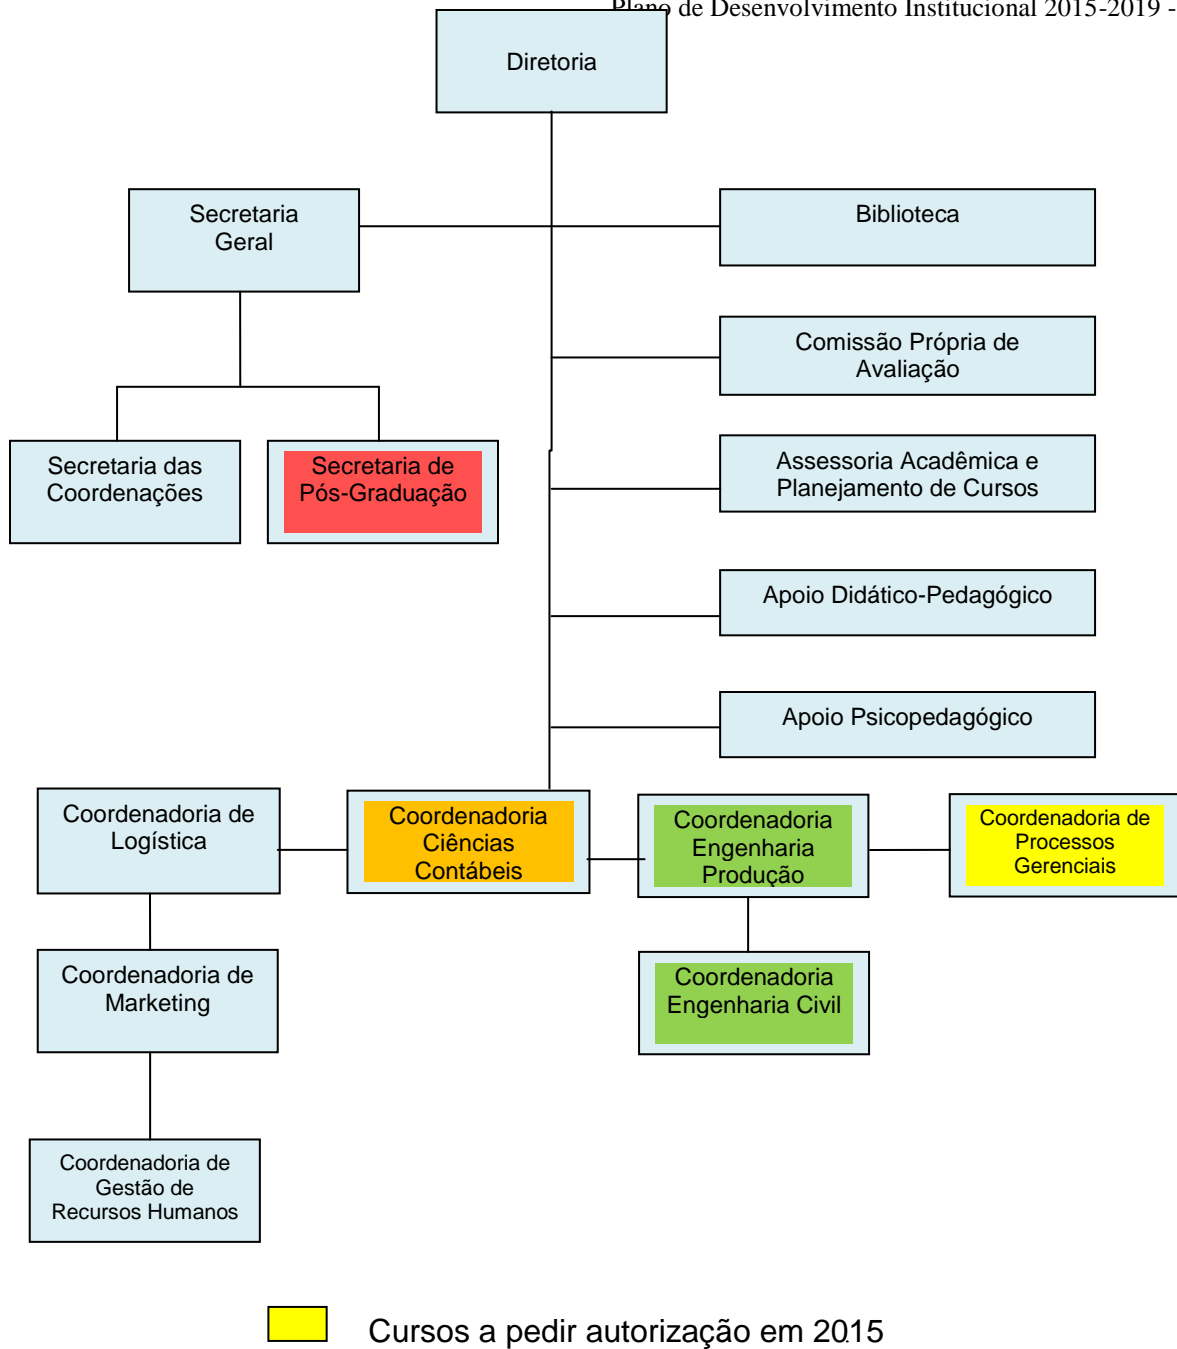 Plano de Desenvolvimento Institucional 2015-2019 -
Diretoria
Secretaria
Geral
Biblioteca
Comissão Própria de
Avaliação
Secretaria das
Coordenações
Secretaria de
Pós-Graduação
Assessoria Acadêmica e
Planejamento de Cursos
Apoio Didático-Pedagógico
Apoio Psicopedagógico
Coordenadoria de
Logística
Coordenadoria
Ciências
Contábeis
Coordenadoria
Engenharia
Produção
Coordenadoria de
Processos
Gerenciais
Coordenadoria de
Marketing
Coordenadoria
Engenharia Civil
Coordenadoria de
Gestão de
Recursos Humanos
Cursos a pedir autorização em 2015